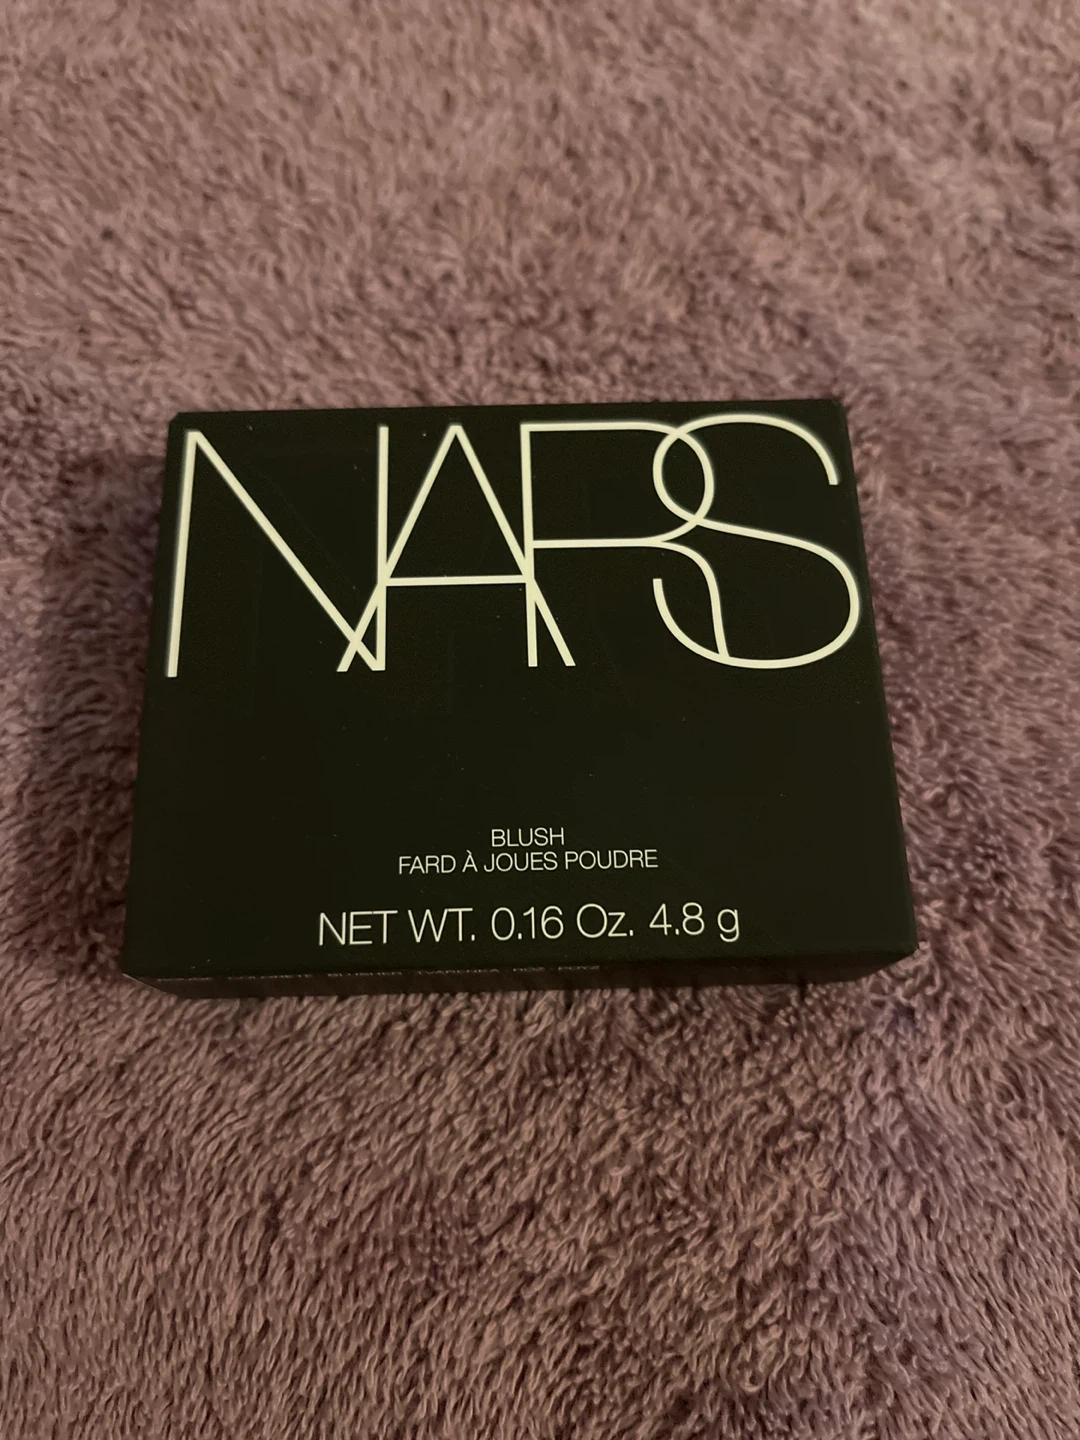 NARS
BLUSH
FARD À JOUES POUDRE
NET WT. 0.16 Oz. 4.8 g